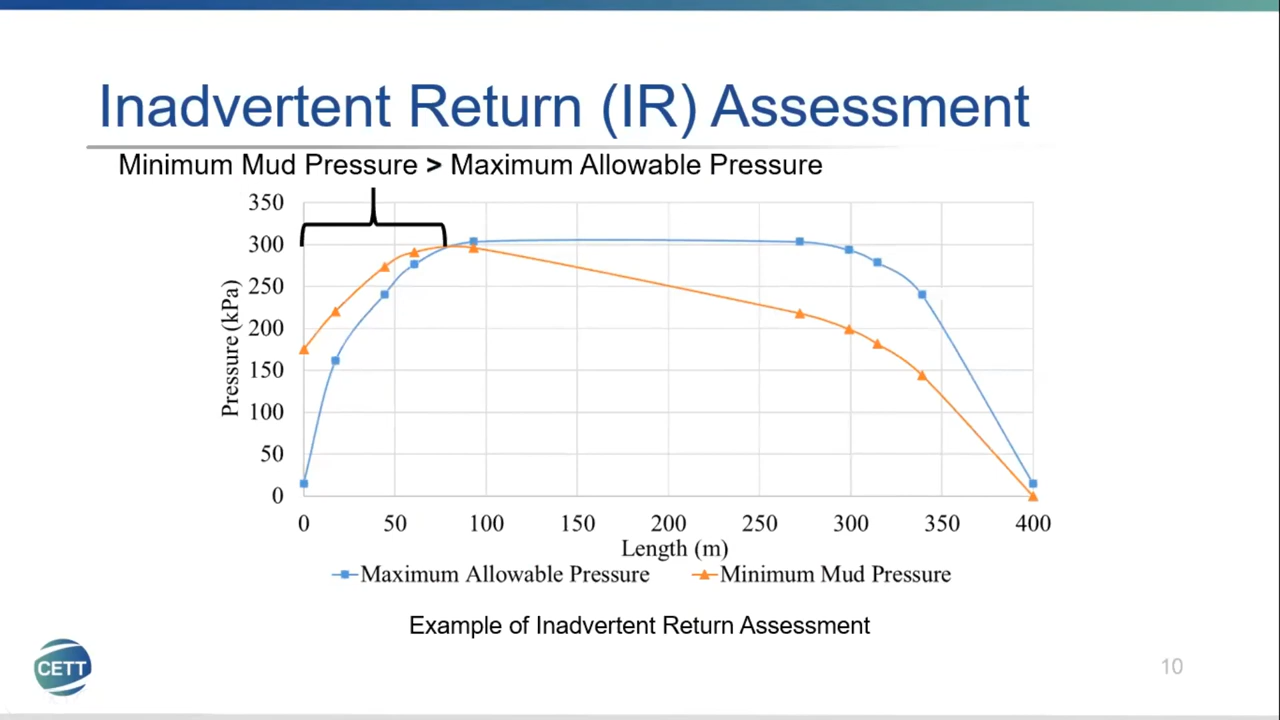 Inadvertent Return (IR) Assessment
Minimum Mud Pressure > Maximum Allowable Pressure
350
300
250
200
150
100
50
0
Pressure (kPa)
0 50 100 150 200 250 300 350 400
Length (m)
Maximum Allowable Pressure Minimum Mud Pressure
Example of Inadvertent Return Assessment
CETT
10